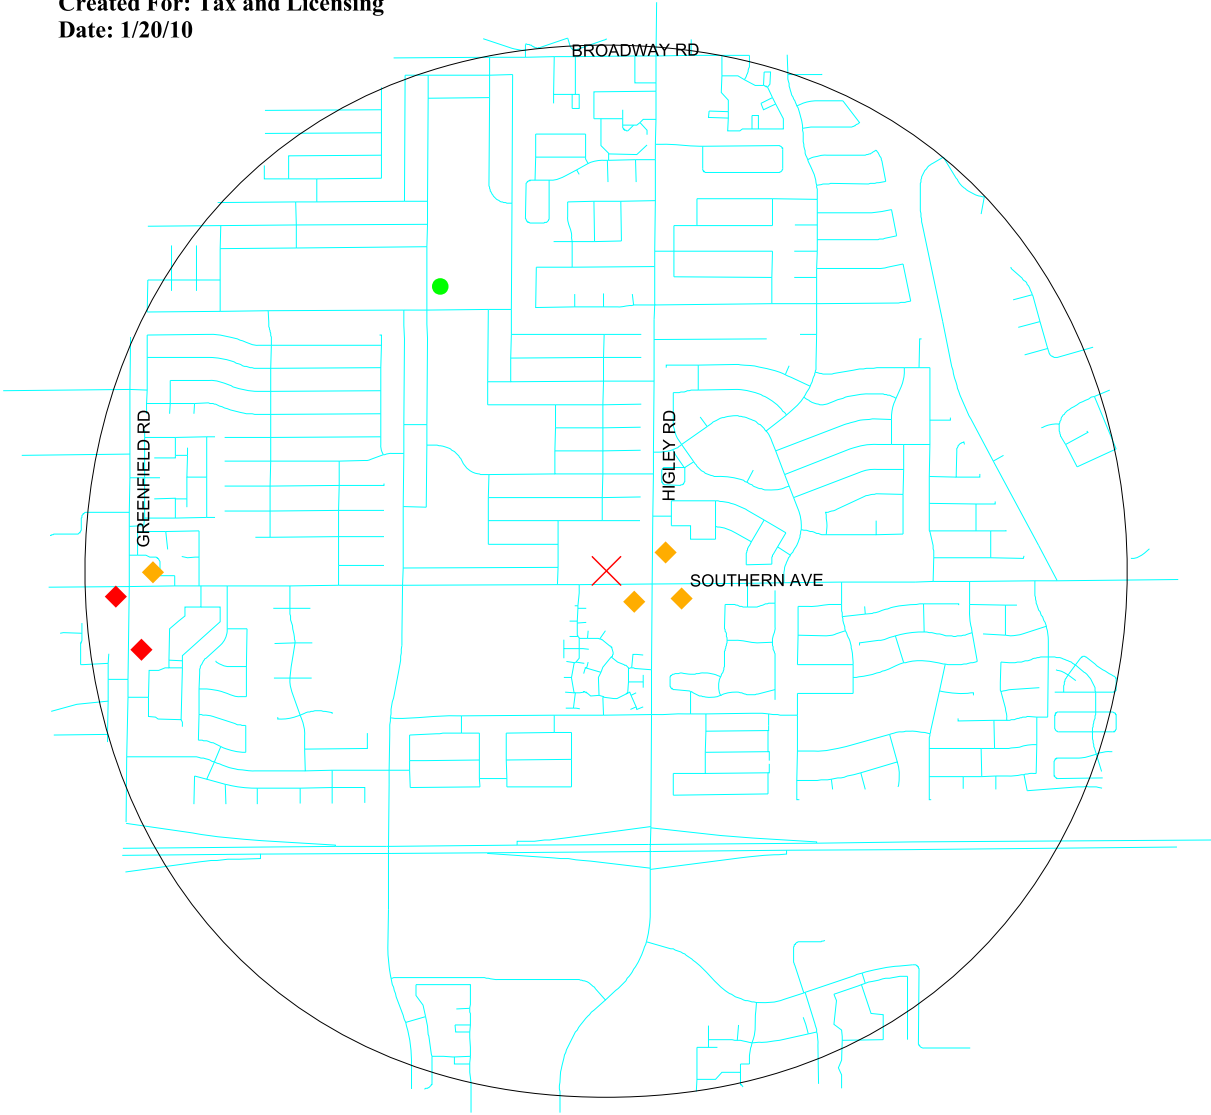 Created For: Tax and Licensing
Date: 1/20/10
BROADWAY RD
GREENFIELD RD
HIGLEY RD
SOUTHERN AVE